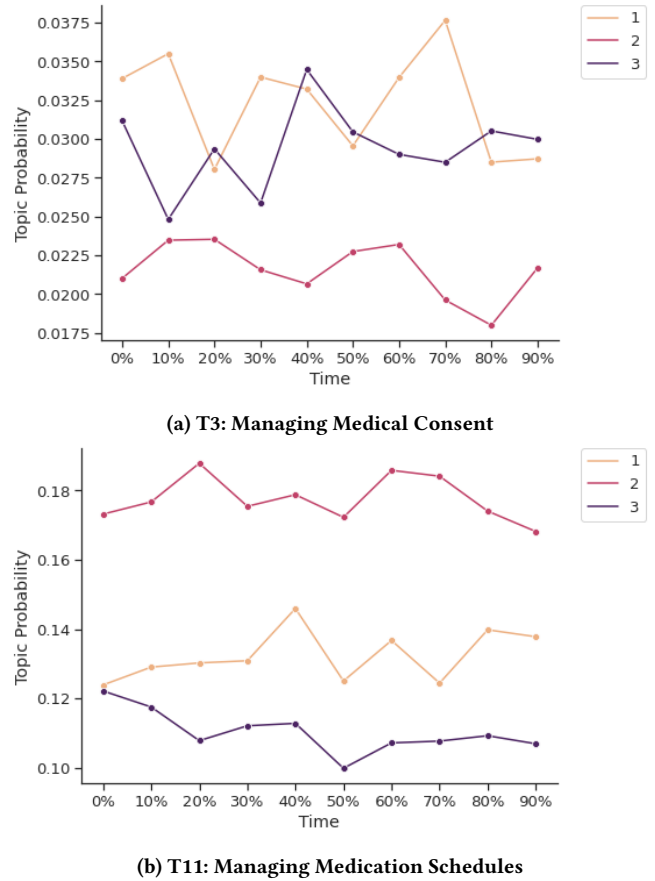 0.0375
0.0350
0.0325
0.0300
0.0275
0.0250
0.0225
0.0200
0.0175
Topic Probability
0% 10% 20% 30% 40% 50% 60% 70% 80% 90%
Time
1
2
3
(a) T3: Managing Medical Consent
0.18
0.16
0.14
0.12
0.10
Topic Probability
0% 10% 20% 30% 40% 50% 60% 70% 80% 90%
Time
1
2
3
(b) T11: Managing Medication Schedules